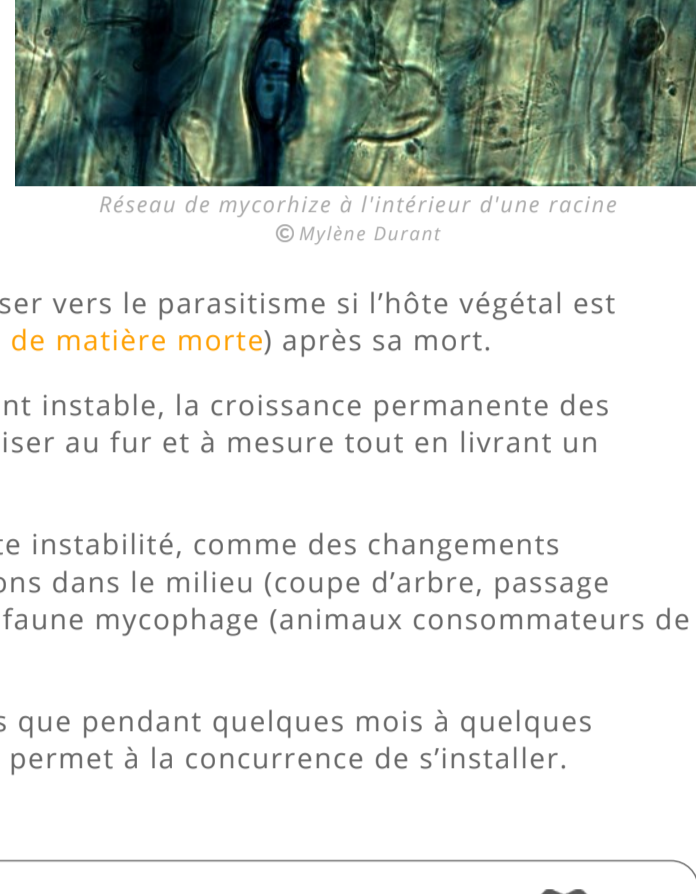 Réseau de mycorhize à l'intérieur d'une racine
© Mylène Durant
ser vers le parasitisme si l’hôte végétal est
de matière morte) après sa mort.
nt instable, la croissance permanente des
iser au fur et à mesure tout en livrant un
te instabilité, comme des changements
ons dans le milieu (coupe d’arbre, passage
faune mycophage (animaux consommateurs de
s que pendant quelques mois à quelques
permet à la concurrence de s’installer.